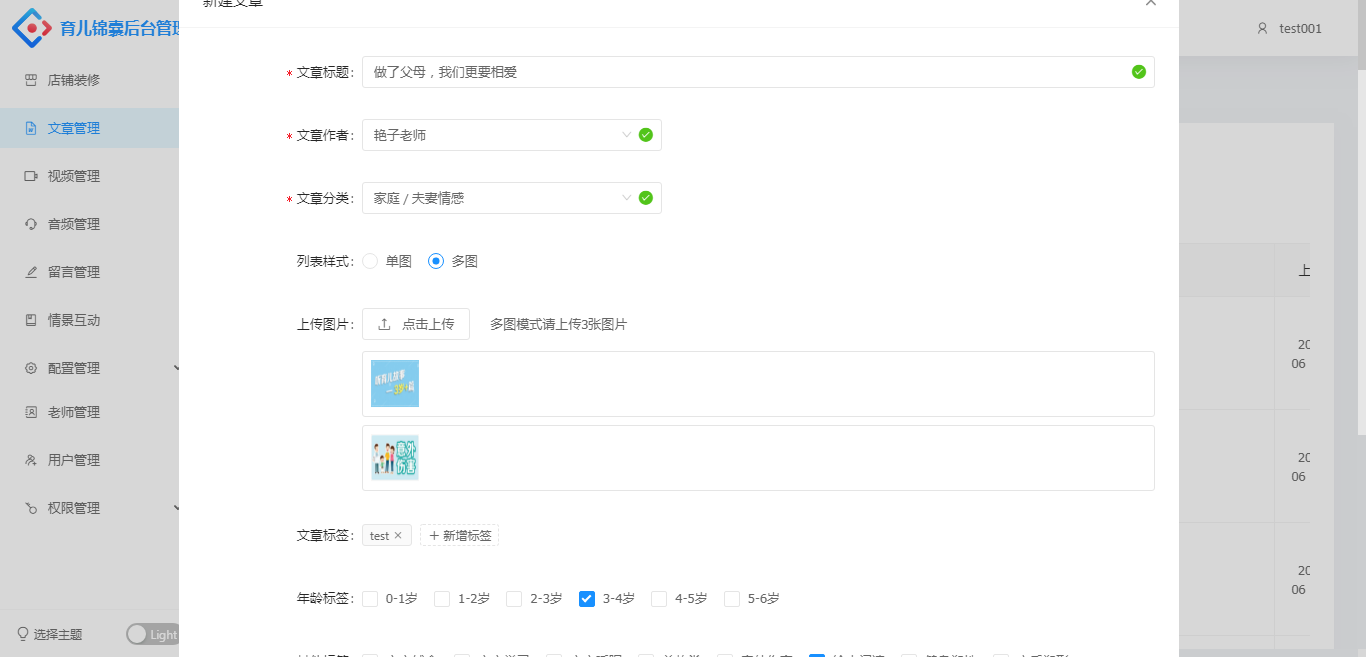 新建文章
育儿锦囊后台管理
test001
店铺装修
文章管理
视频管理
音频管理
留言管理
情景互动
配置管理
老师管理
用户管理
权限管理
选择主题
Light
* 文章标题:
做了父母，我们更要相爱
* 文章作者:
艳子老师
* 文章分类:
家庭 / 夫妻情感
列表样式:
单图 多图
上传图片:
点击上传
多图模式请上传3张图片
听育儿故事
意外
伤害
文章标签:
test ×
+ 新增标签
年龄标签:
0-1岁 1-2岁 2-3岁 3-4岁 4-5岁 5-6岁
上
20
06
20
06
20
06